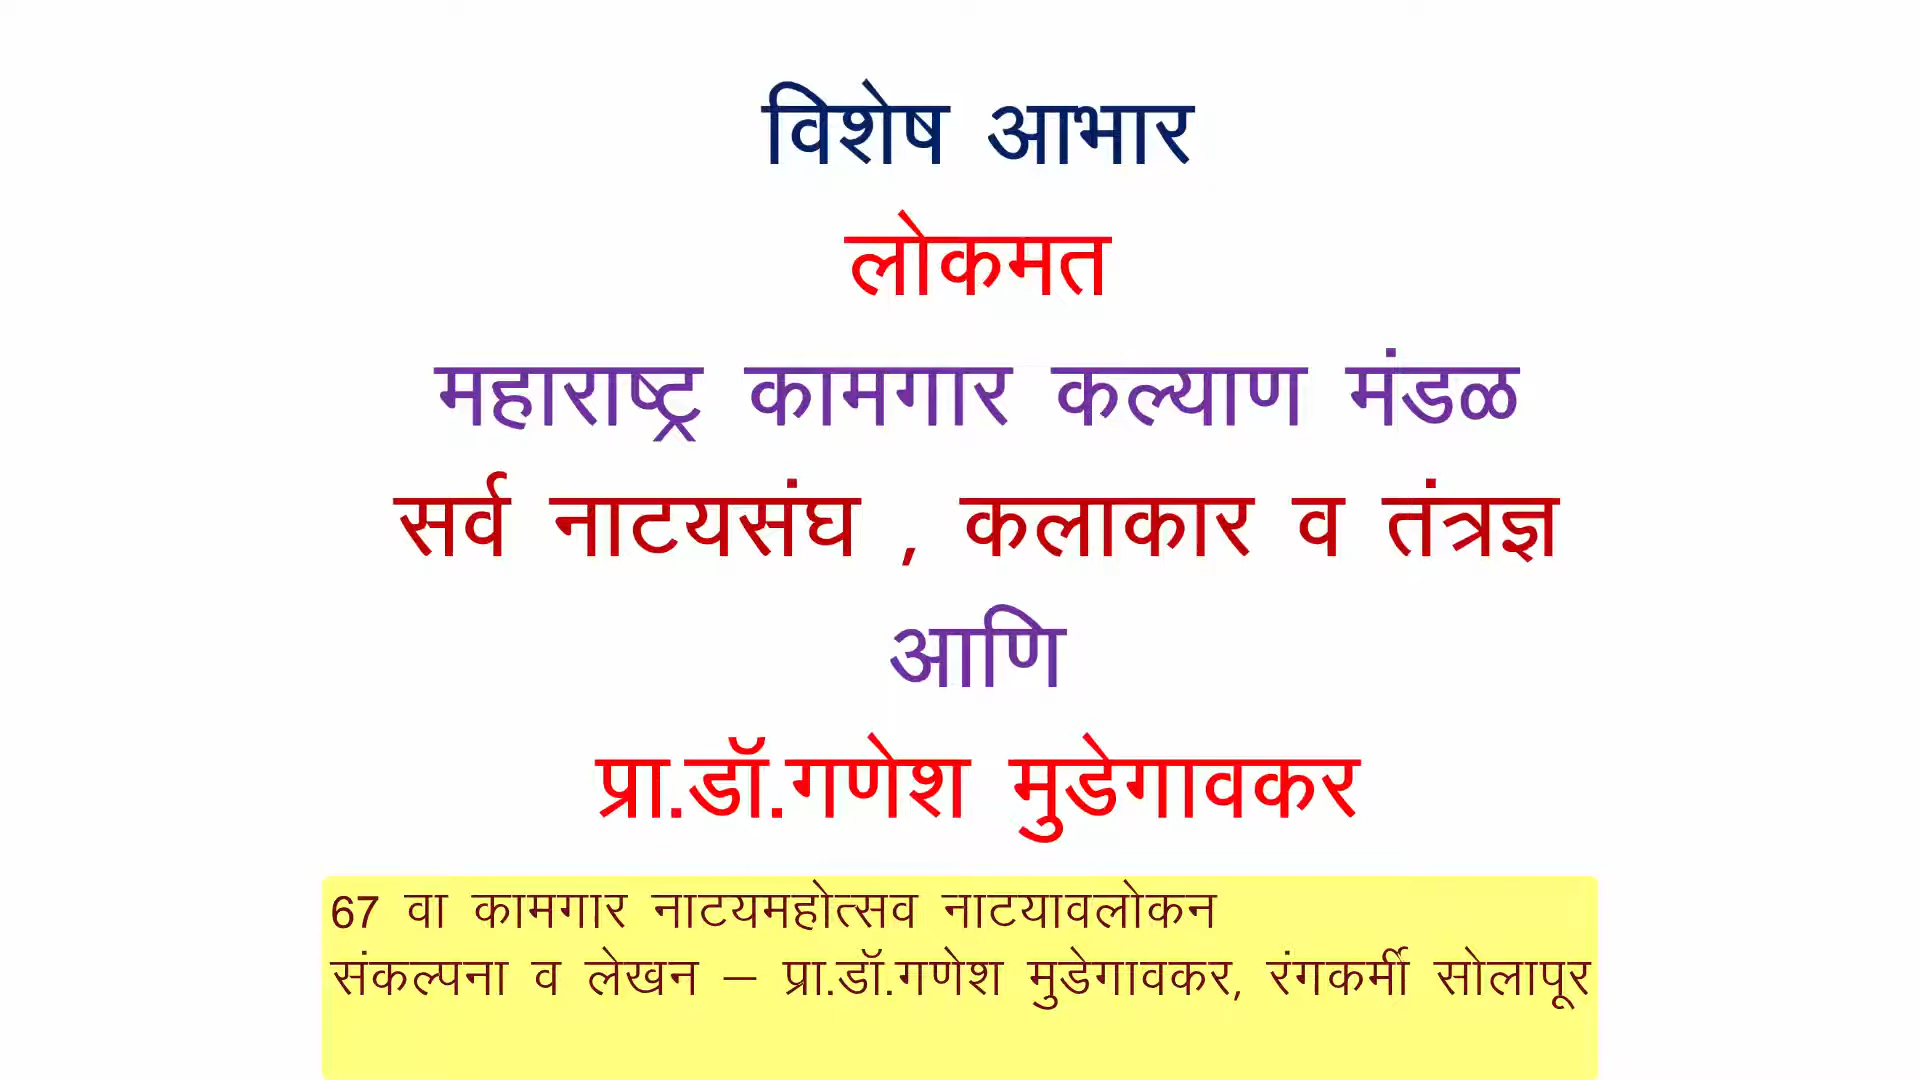 विशेष आभार
लोकमत
महाराष्ट्र कामगार कल्याण मंडळ
सर्व नाटयसंघ , कलाकार व तंत्रज्ञ
आणि
प्रा.डॉ.गणेश मुडेगावकर
67 वा कामगार नाटयमहोत्सव नाटयावलोकन
संकल्पना व लेखन – प्रा.डॉ.गणेश मुडेगावकर, रंगकर्मी सोलापूर